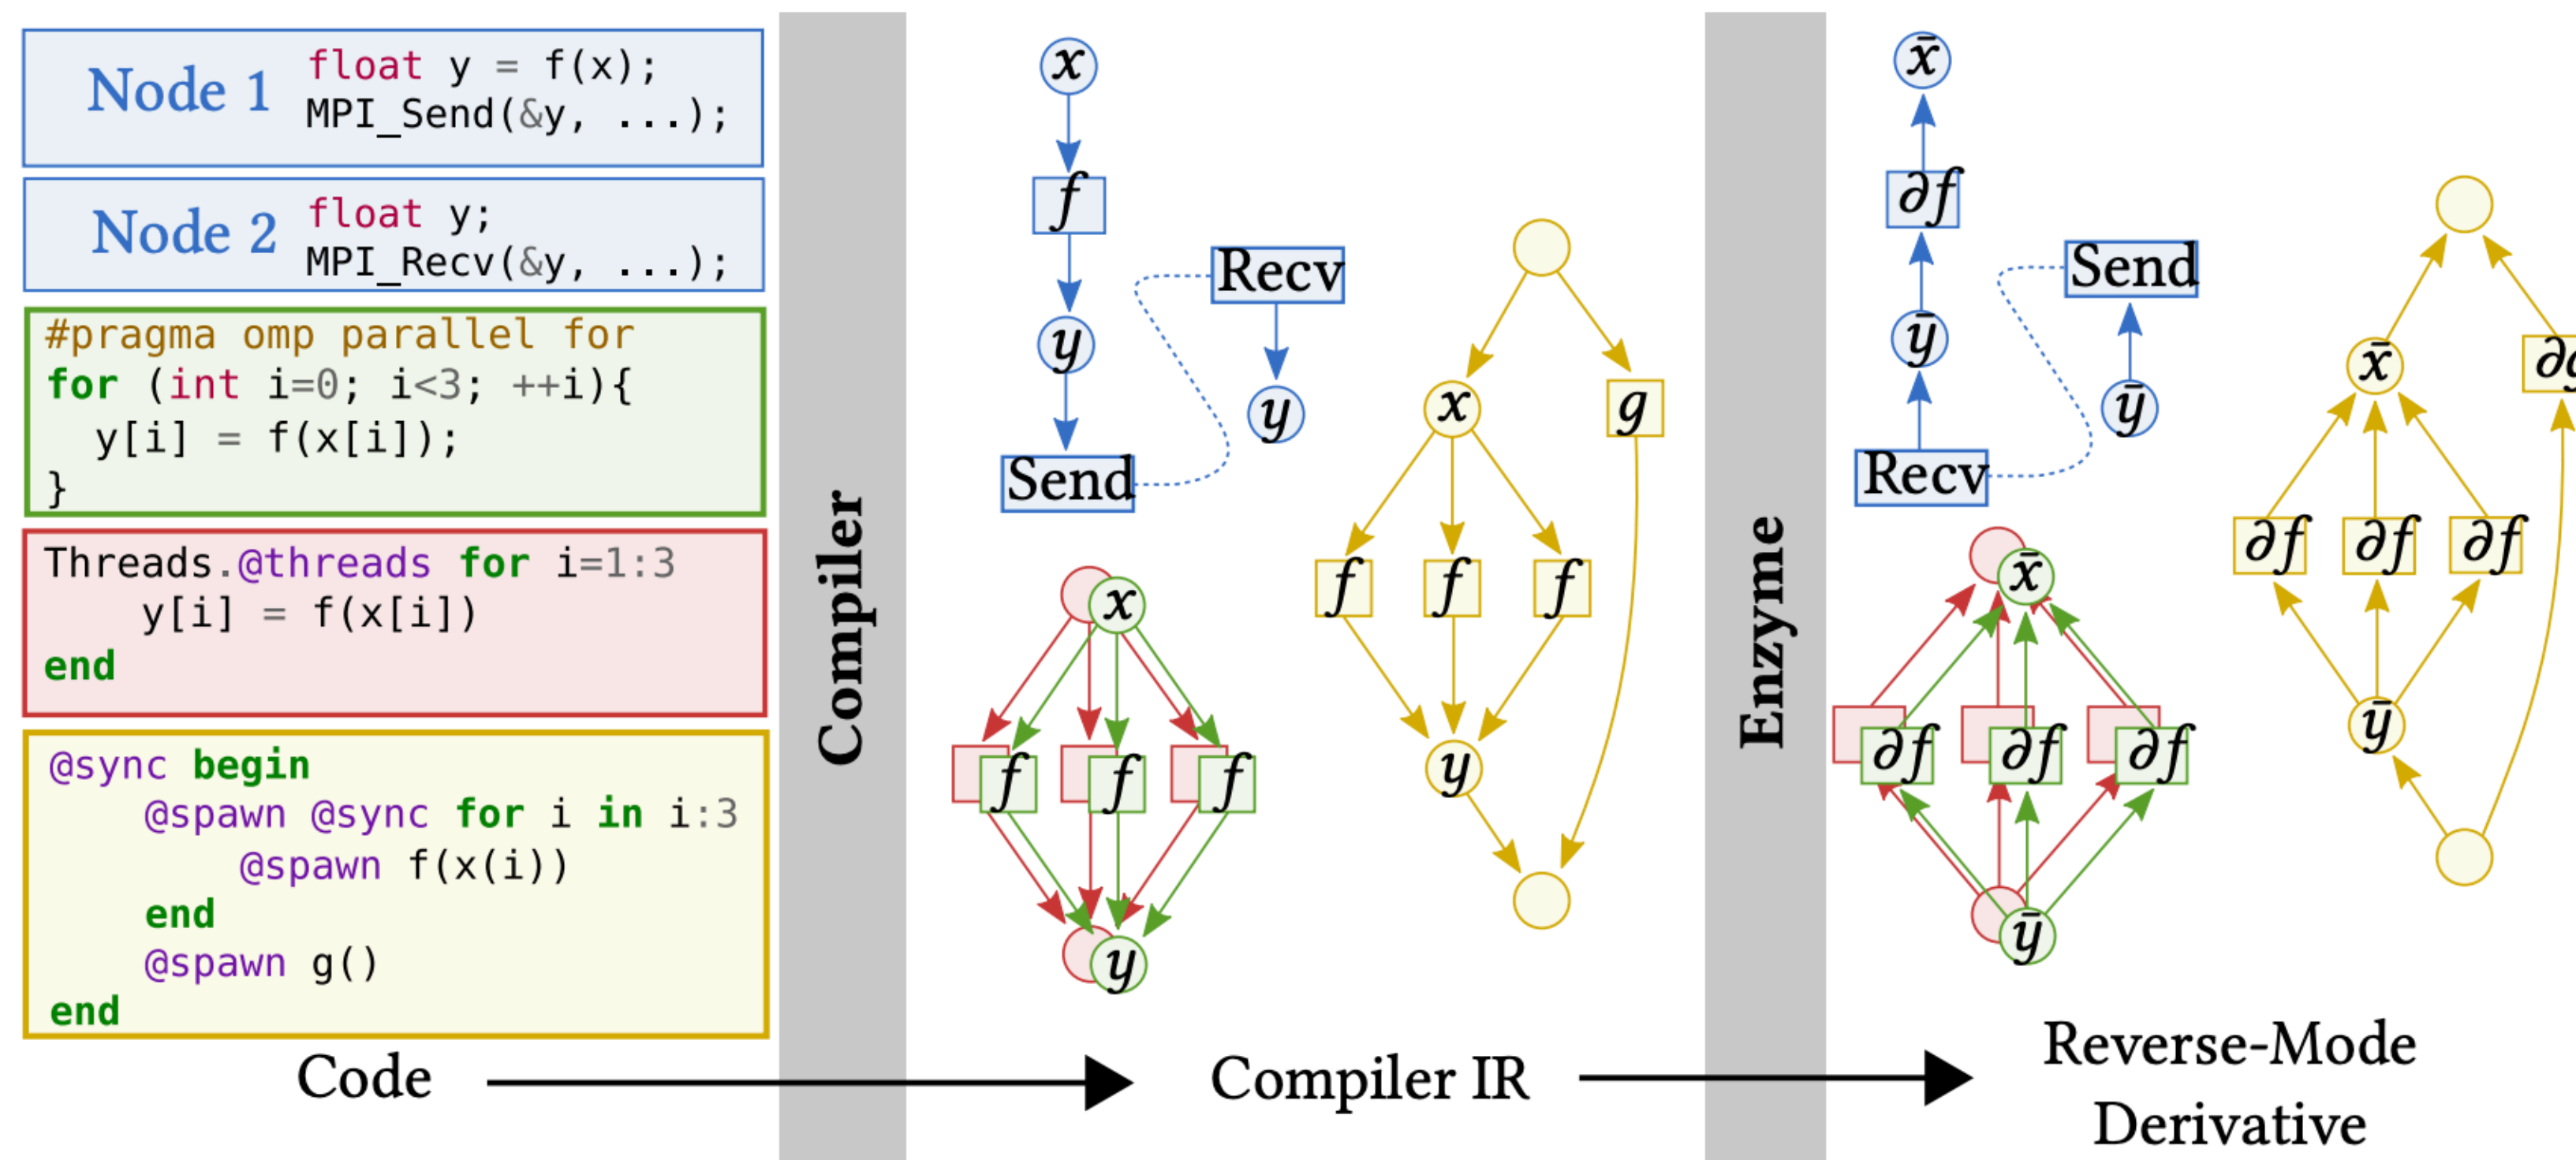 Node 1
float y = f(x);
MPI_Send(&y, ...);
Node 2
float y;
MPI_Recv(&y, ...);
#pragma omp parallel for
for (int i=0; i<3; ++i){
y[i] = f(x[i]);
}
Threads.@threads for i=1:3
y[i] = f(x[i])
end
@sync begin
@spawn @sync for i in i:3
@spawn f(x(i))
end
@spawn g()
end
Code
Compiler
x
f
y
Send
Recv
y
x
g
f f f
y
x
f f f
y
Compiler IR
Enzyme
x̄
∂f
ȳ
Recv
Send
ȳ
x̄
∂f ∂f ∂f
ȳ
x̄
∂f ∂f ∂f
ȳ
Reverse-Mode
Derivative